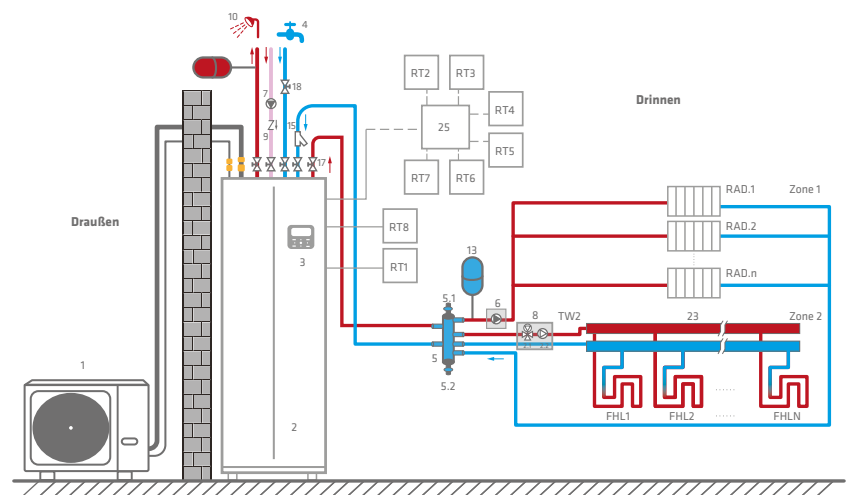 10
4
RT2
RT3
18
7
Drinnen
RT4
25
15
9
RT5
17
RT7
RT6
RAD.1
Zone 1
Draußen
RT8
RAD.2
3
13
RT1
RAD.n
5.1
6
8
TW2
23
Zone 2
5
1
5.2
FHL1
FHL2
FHLN
2